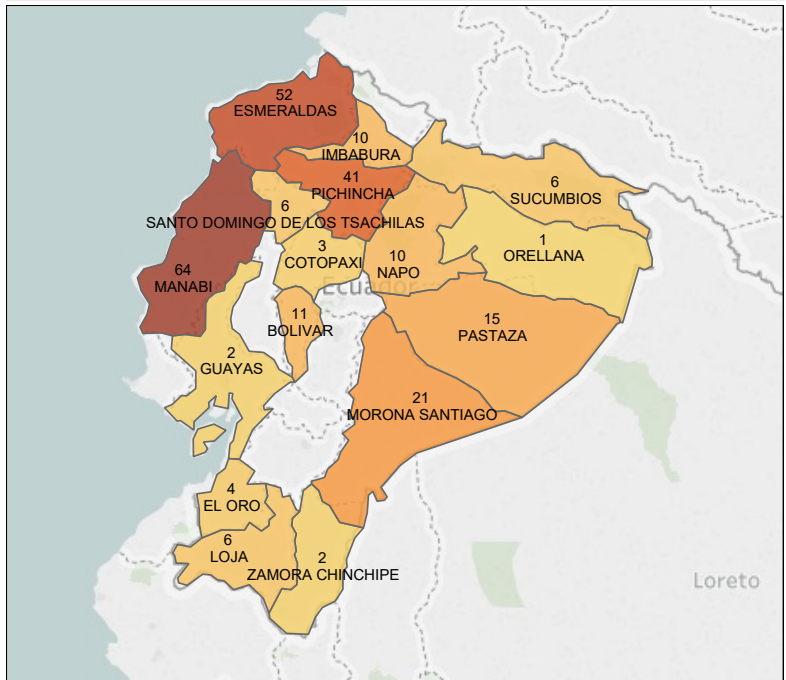 52
ESMERALDAS
10
IMBABURA
41
PICHINCHA
6
SUCUMBIOS
6
SANTO DOMINGO DE LOS TSACHILAS
3
COTOPAXI
10
NAPO
1
ORELLANA
64
MANABI
Ecuador
11
BOLIVAR
15
PASTAZA
2
GUAYAS
21
MORONA SANTIAGO
4
EL ORO
6
LOJA
2
ZAMORA CHINCHIPE
Loreto